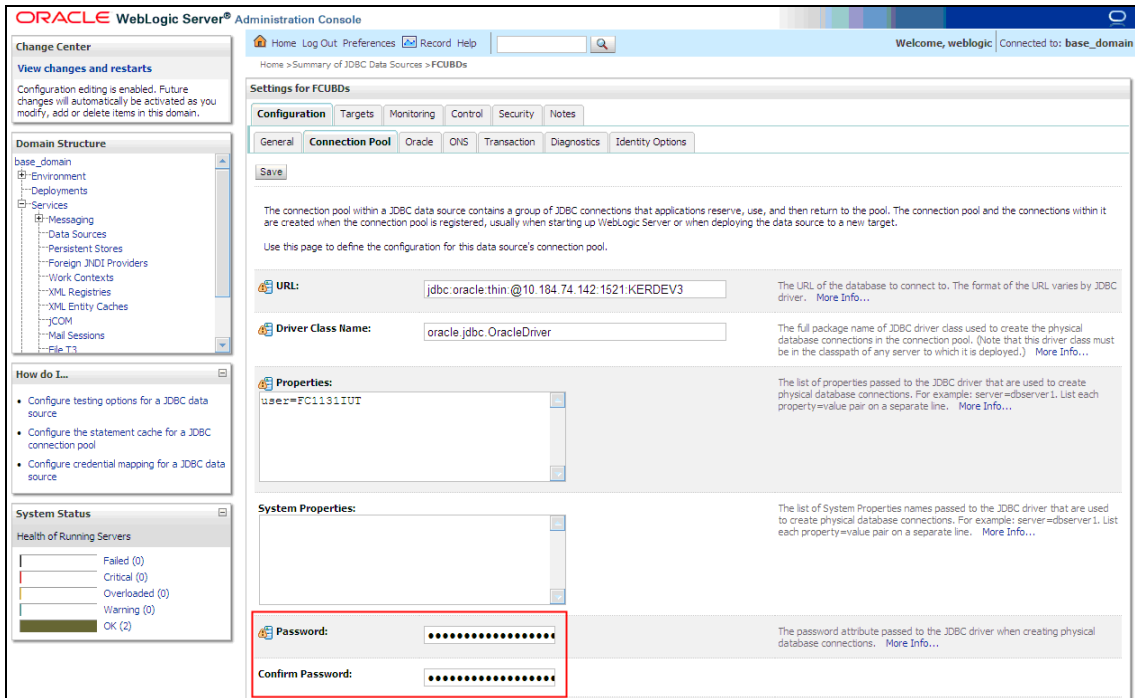 ORACLE WebLogic Server® Administration Console
Change Center
View changes and restarts
Configuration editing is enabled. Future
changes will automatically be activated as you
modify, add or delete items in this domain.
Domain Structure
base_domain
Environment
Deployments
Services
Messaging
Data Sources
Persistent Stores
Foreign JNDI Providers
Work Contexts
XML Registries
XML Entity Caches
jCOM
Mail Sessions
File T3
How do I...
Configure testing options for a JDBC data
source
Configure the statement cache for a JDBC
connection pool
Configure credential mapping for a JDBC data
source
System Status
Health of Running Servers
Failed (0)
Critical (0)
Overloaded (0)
Warning (0)
OK (2)
Home Log Out Preferences Record Help
Welcome, weblogic Connected to: base_domain
Home >Summary of JDBC Data Sources >FCUBDs
Settings for FCUBDs
Configuration Targets Monitoring Control Security Notes
General Connection Pool Oracle ONS Transaction Diagnostics Identity Options
Save
The connection pool within a JDBC data source contains a group of JDBC connections that applications reserve, use, and then return to the pool. The connection pool and the connections within it
are created when the connection pool is registered, usually when starting up WebLogic Server or when deploying the data source to a new target.
Use this page to define the configuration for this data source's connection pool.
URL:
jdbc:oracle:thin:@10.184.74.142:1521:KERDEV3
The URL of the database to connect to. The format of the URL varies by JDBC
driver. More Info...
Driver Class Name:
oracle.jdbc.OracleDriver
The full package name of JDBC driver class used to create the physical
database connections in the connection pool. (Note that this driver class must
be in the classpath of any server to which it is deployed.) More Info...
Properties:
user=FC1131IUT
The list of properties passed to the JDBC driver that are used to create
physical database connections. For example: server=dbserver1. List each
property=value pair on a separate line. More Info...
System Properties:
The list of System Properties names passed to the JDBC driver that are used
to create physical database connections. For example: server=dbserver1. List
each property=value pair on a separate line. More Info...
Password:
The password attribute passed to the JDBC driver when creating physical
database connections. More Info...
Confirm Password: